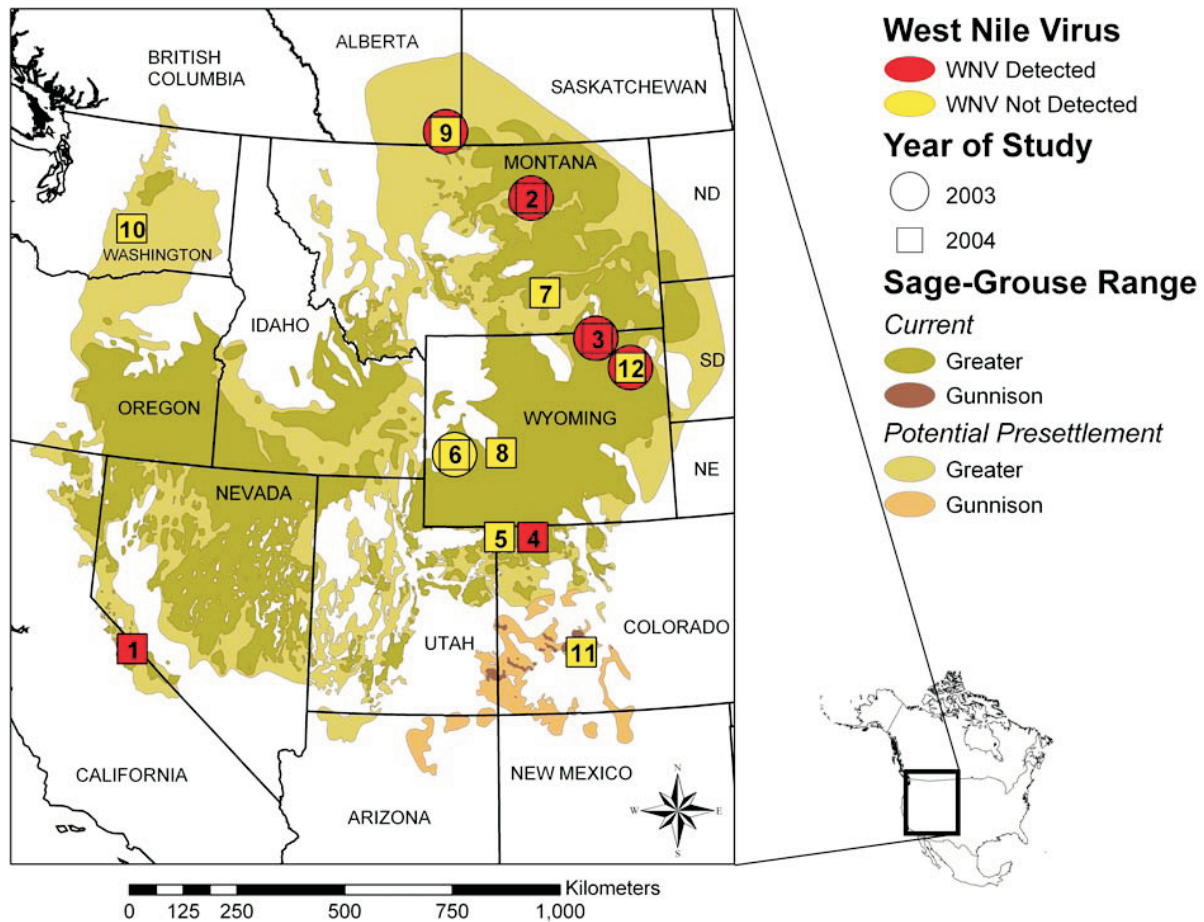 BRITISH
COLUMBIA
ALBERTA
SASKATCHEWAN
9
MONTANA
2
ND
10
WASHINGTON
7
IDAHO
3
12
SD
OREGON
WYOMING
6
8
NE
NEVADA
5
4
1
UTAH
11
COLORADO
CALIFORNIA
ARIZONA
NEW MEXICO
N
W
E
S
Kilometers
0 125 250 500 750 1,000
West Nile Virus
WNV Detected
WNV Not Detected
Year of Study
2003
2004
Sage-Grouse Range
Current
Greater
Gunnison
Potential Presettlement
Greater
Gunnison